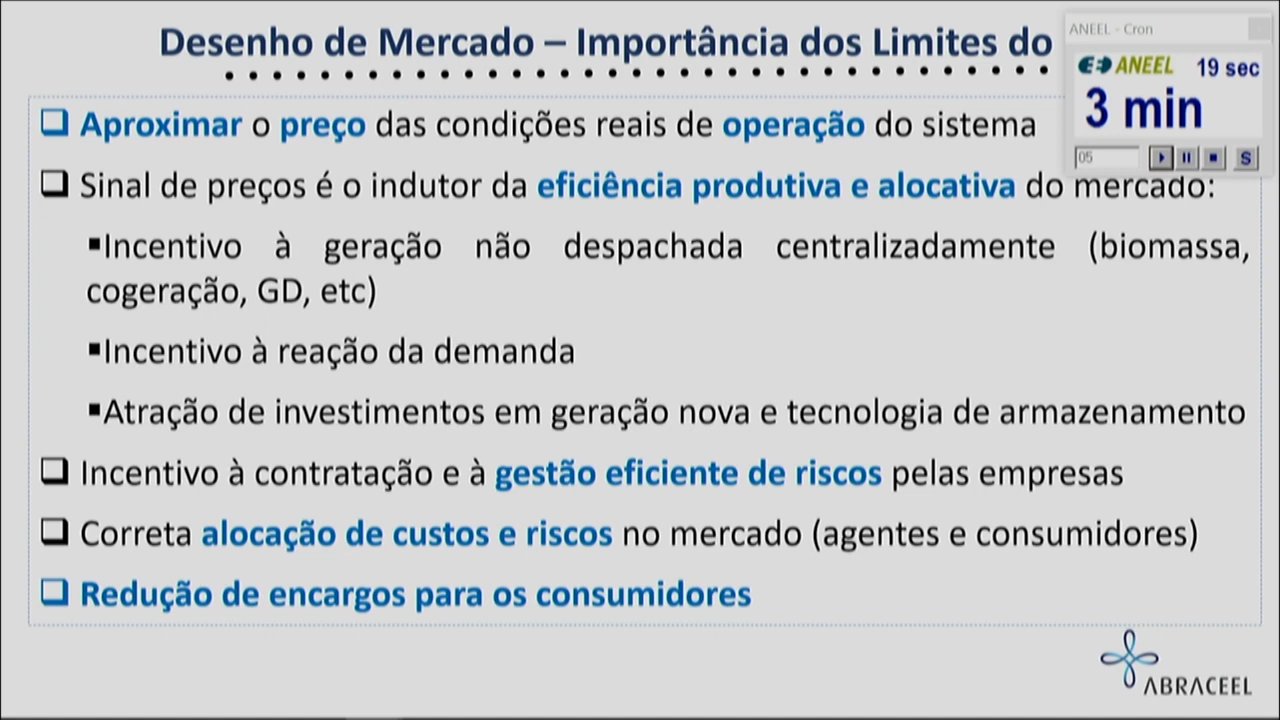 Desenho de Mercado – Importância dos Limites do
ANEEL - Cron
ANEEL 19 sec
3 min
05
S
Aproximar o preço das condições reais de operação do sistema
Sinal de preços é o indutor da eficiência produtiva e alocativa do mercado:
Incentivo à geração não despachada centralizadamente (biomassa,
cogeração, GD, etc)
Incentivo à reação da demanda
Atração de investimentos em geração nova e tecnologia de armazenamento
Incentivo à contratação e à gestão eficiente de riscos pelas empresas
Correta alocação de custos e riscos no mercado (agentes e consumidores)
Redução de encargos para os consumidores
ABRACEEL